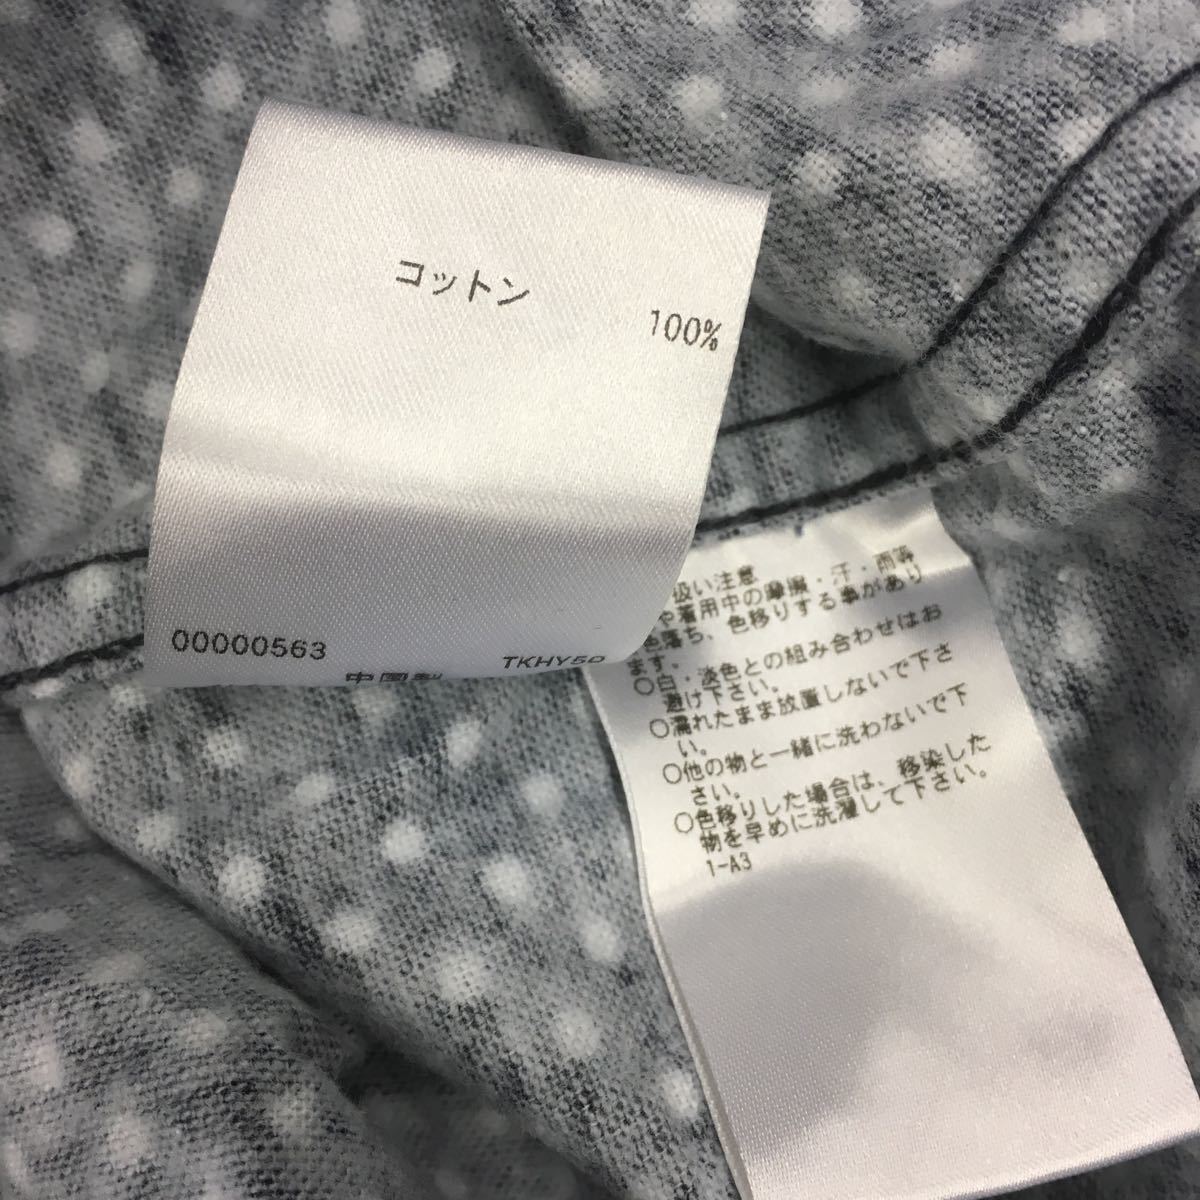 コットン
100%
00000563
中国製
TKHY50
扱い注意
や着用中の摩擦・汗・雨等
色落ち、色移りする事があり
ます。
○白・淡色との組み合わせはお
避け下さい。
○濡れたまま放置しないで下さ
い。
○他の物と一緒に洗わないで下
さい。
○色移りした場合は、移染した
物を早めに洗濯して下さい。
1-A3